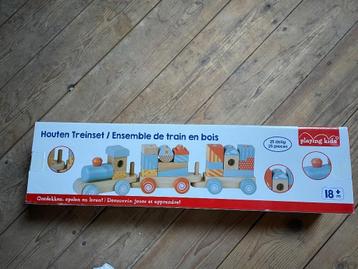 Houten Treinset / Ensemble de train en bois
25 delig
25 pièces
playing kids
Ontdekken, spelen en leren! / Découvrir, jouer et apprendre!
18+